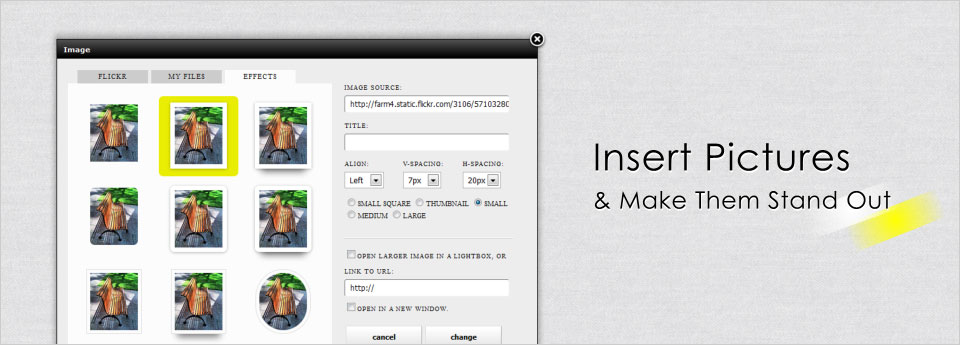 Image
FLICKR
MY FILES
EFFECTS
IMAGE SOURCE:
http://farm4.static.flickr.com/3106/57103280
TITLE:
ALIGN: V-SPACING: H-SPACING:
Left 7px 20px
SMALL SQUARE THUMBNAIL SMALL
MEDIUM LARGE
OPEN LARGER IMAGE IN A LIGHTBOX, OR
LINK TO URL:
http://
OPEN IN A NEW WINDOW.
cancel change
Insert Pictures
& Make Them Stand Out